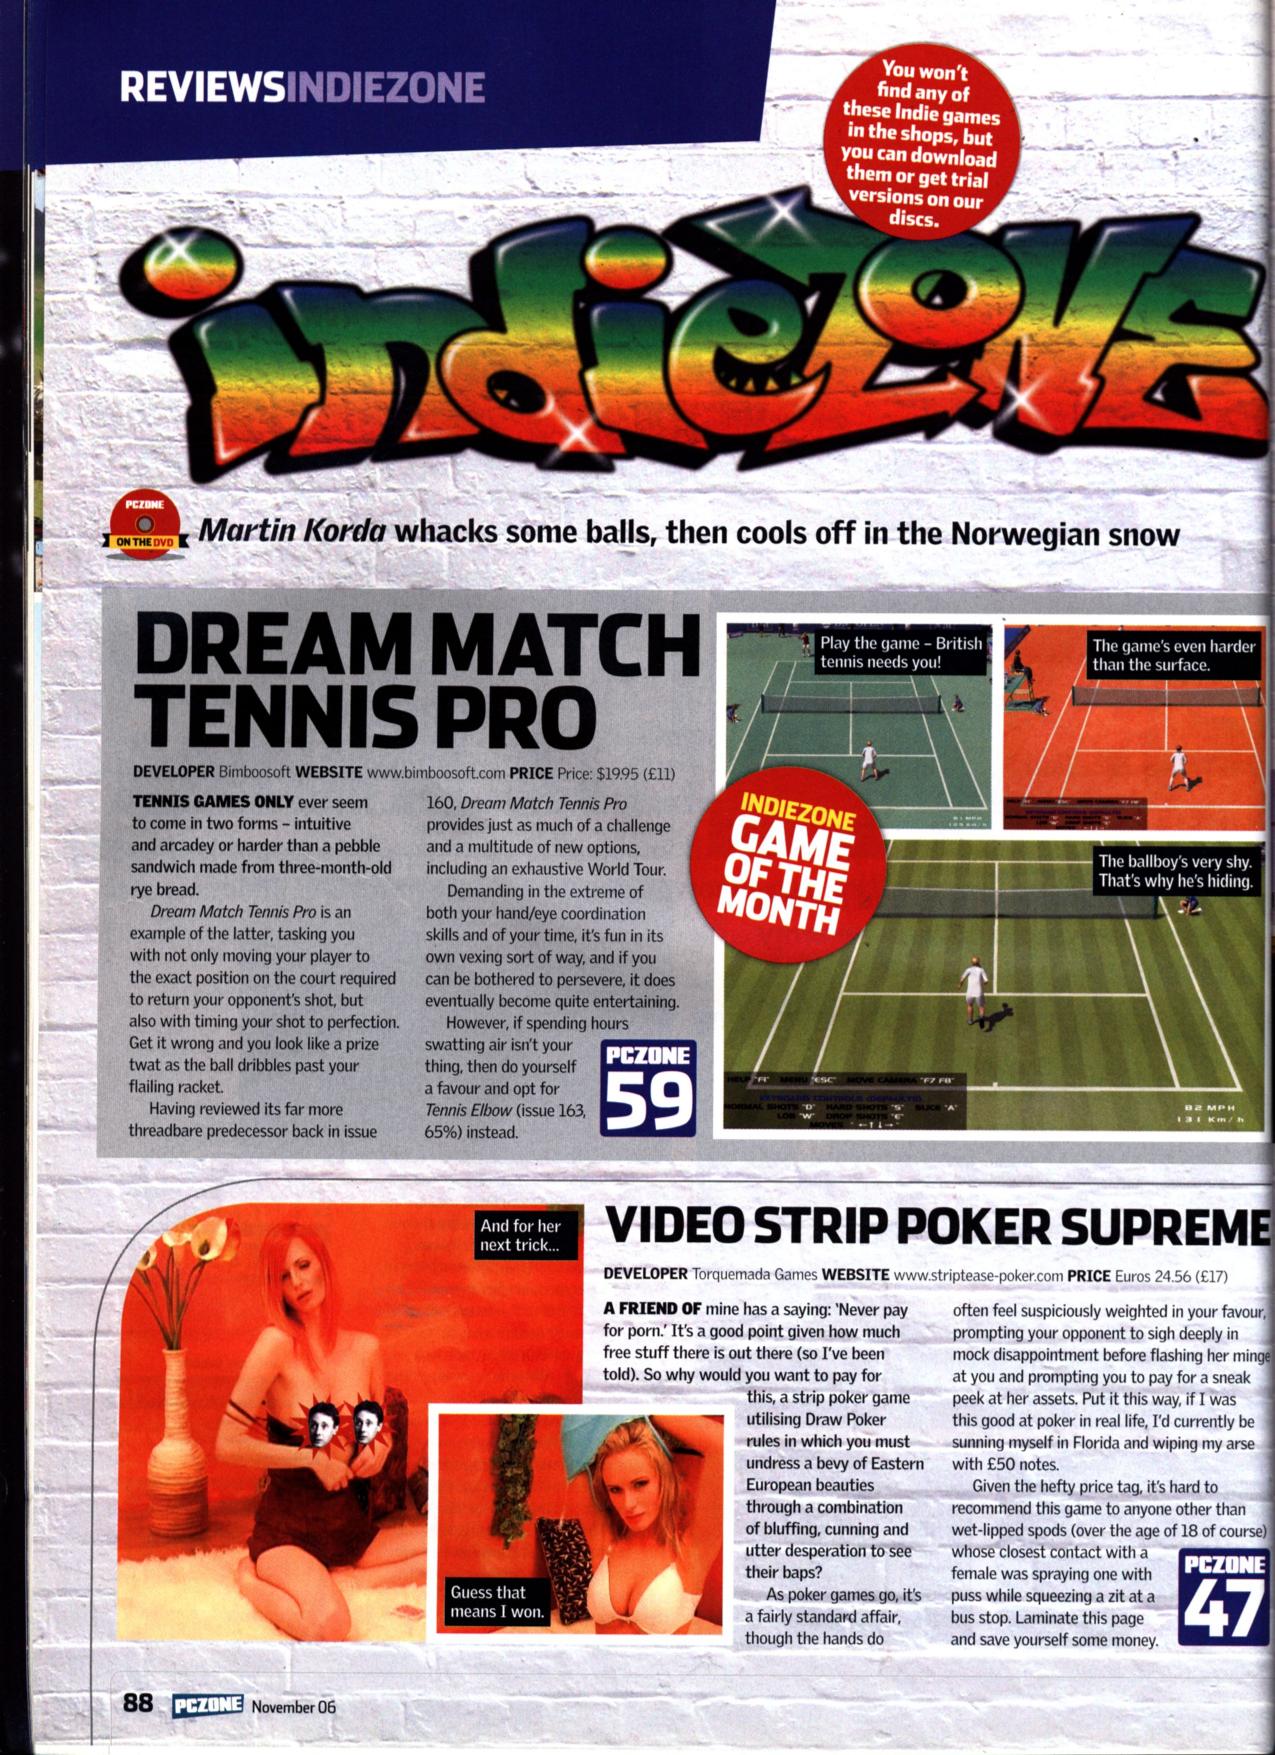 REVIEWSINDIEZONE
You won't
find any of
these Indie games
in the shops, but
you can download
them or get trial
versions on our
discs.
indieZONE
PCZONE
ON THE DVD
Martin Korda whacks some balls, then cools off in the Norwegian snow
DREAM MATCH
TENNIS PRO
DEVELOPER Bimboosoft WEBSITE www.bimboosoft.com PRICE Price: $19.95 (£11)
TENNIS GAMES ONLY ever seem
to come in two forms – intuitive
and arcadey or harder than a pebble
sandwich made from three-month-old
rye bread.
Dream Match Tennis Pro is an
example of the latter, tasking you
with not only moving your player to
the exact position on the court required
to return your opponent's shot, but
also with timing your shot to perfection.
Get it wrong and you look like a prize
twat as the ball dribbles past your
flailing racket.
Having reviewed its far more
threadbare predecessor back in issue
160, Dream Match Tennis Pro
provides just as much of a challenge
and a multitude of new options,
including an exhaustive World Tour.
Demanding in the extreme of
both your hand/eye coordination
skills and of your time, it's fun in its
own vexing sort of way, and if you
can be bothered to persevere, it does
eventually become quite entertaining.
However, if spending hours
swatting air isn't your
thing, then do yourself
a favour and opt for
Tennis Elbow (issue 163,
65%) instead.
PCZONE
59
Play the game – British
tennis needs you!
The game's even harder
than the surface.
INDIEZONE
GAME
OF THE
MONTH
The ballboy's very shy.
That's why he's hiding.
HELP "F1" MENU "ESC" MOVE CAMERA "F7 F8"
KEYBOARD CONTROLS (DEFAULTS)
NORMAL SHOTS "D" HARD SHOTS "S" SLICE "A"
LOB "W" DROP SHOTS "E"
MOVES "←↑↓→"
82 MPH
131 Km/h
And for her
next trick...
Guess that
means I won.
VIDEO STRIP POKER SUPREME
DEVELOPER Torquemada Games WEBSITE www.striptease-poker.com PRICE Euros 24.56 (£17)
A FRIEND OF mine has a saying: 'Never pay
for porn.' It's a good point given how much
free stuff there is out there (so I've been
told). So why would you want to pay for
this, a strip poker game
utilising Draw Poker
rules in which you must
undress a bevy of Eastern
European beauties
through a combination
of bluffing, cunning and
utter desperation to see
their baps?
As poker games go, it's
a fairly standard affair,
though the hands do
often feel suspiciously weighted in your favour,
prompting your opponent to sigh deeply in
mock disappointment before flashing her minge
at you and prompting you to pay for a sneak
peek at her assets. Put it this way, if I was
this good at poker in real life, I'd currently be
sunning myself in Florida and wiping my arse
with £50 notes.
Given the hefty price tag, it's hard to
recommend this game to anyone other than
wet-lipped spods (over the age of 18 of course)
whose closest contact with a
female was spraying one with
puss while squeezing a zit at a
bus stop. Laminate this page
and save yourself some money.
PCZONE
47
88 PCZONE November 06